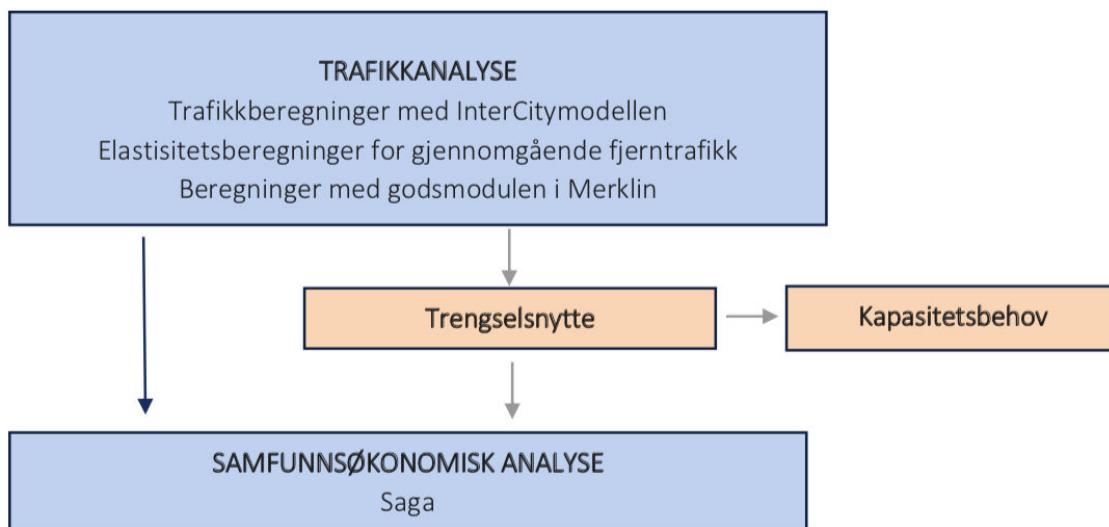 TRAFIKKANALYSE
Trafikkberegninger med InterCitymodellen
Elastisitetsberegninger for gjennomgående fjerntrafikk
Beregninger med godsmodulen i Merklin
Trengselsnytte
Kapasitetsbehov
SAMFUNNSØKONOMISK ANALYSE
Saga